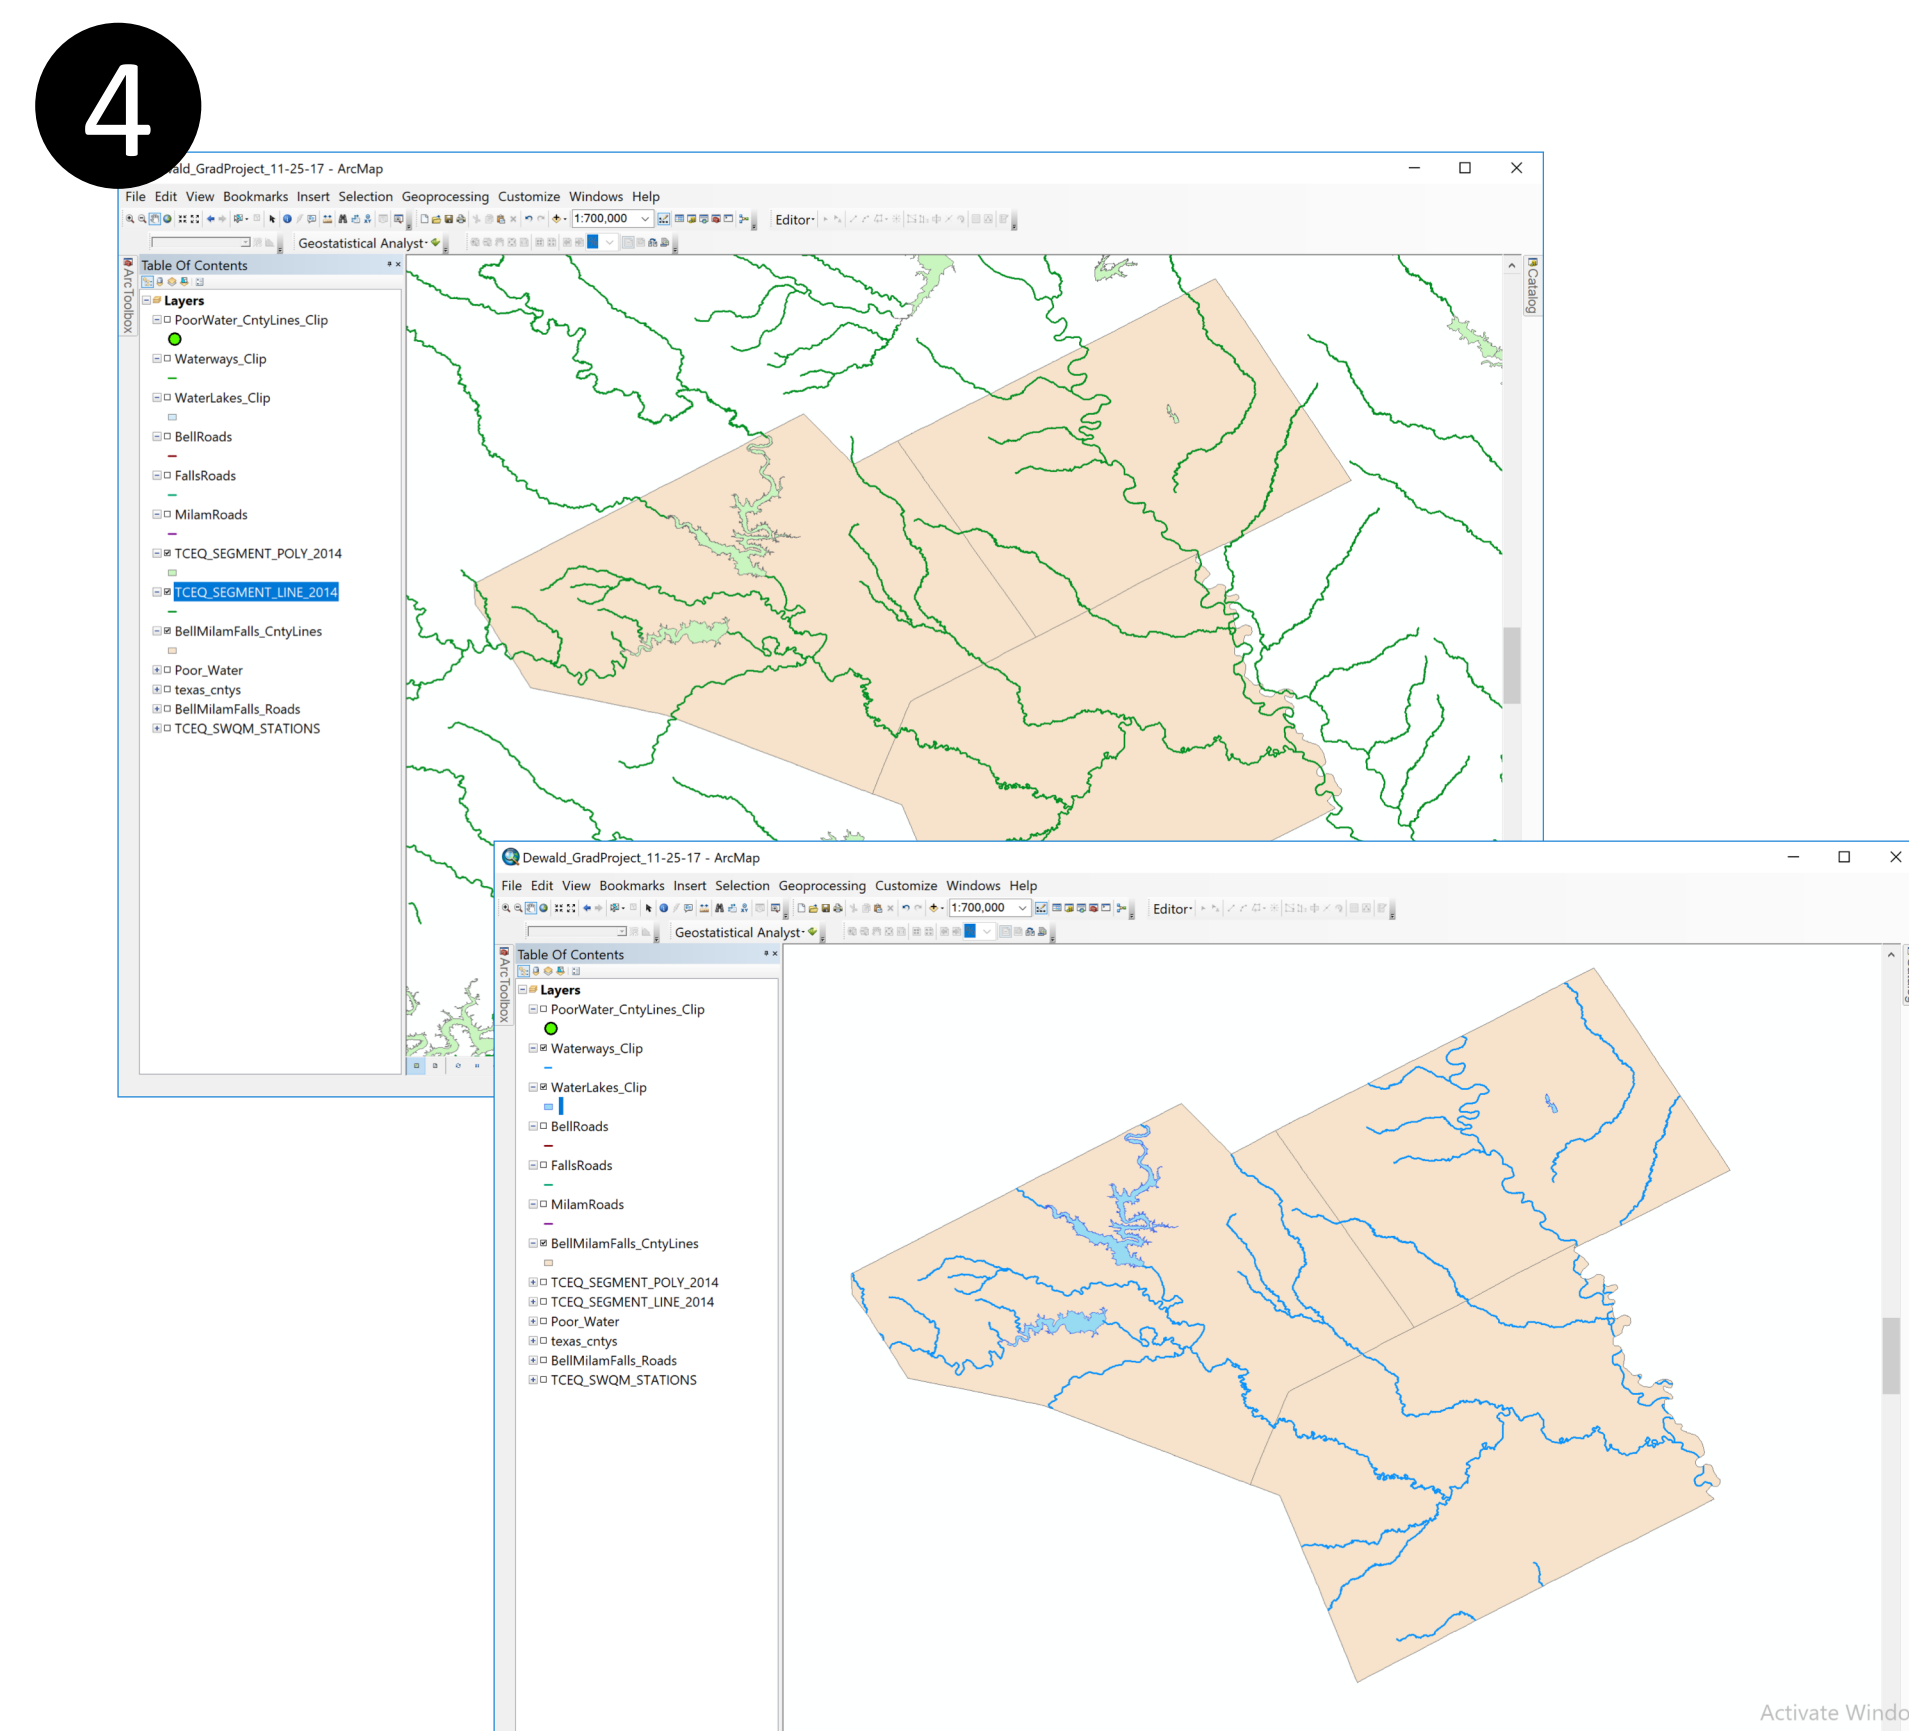 4
ald_GradProject_11-25-17 - ArcMap
File Edit View Bookmarks Insert Selection Geoprocessing Customize Windows Help
1:700,000
Editor
Geostatistical Analyst
ArcToolbox
Table Of Contents
Catalog
Layers
PoorWater_CntyLines_Clip
Waterways_Clip
WaterLakes_Clip
BellRoads
FallsRoads
MilamRoads
TCEQ_SEGMENT_POLY_2014
TCEQ_SEGMENT_LINE_2014
BellMilamFalls_CntyLines
Poor_Water
texas_cntys
BellMilamFalls_Roads
TCEQ_SWQM_STATIONS
Dewald_GradProject_11-25-17 - ArcMap
File Edit View Bookmarks Insert Selection Geoprocessing Customize Windows Help
1:700,000
Editor
Geostatistical Analyst
ArcToolbox
Table Of Contents
Layers
PoorWater_CntyLines_Clip
Waterways_Clip
WaterLakes_Clip
BellRoads
FallsRoads
MilamRoads
BellMilamFalls_CntyLines
TCEQ_SEGMENT_POLY_2014
TCEQ_SEGMENT_LINE_2014
Poor_Water
texas_cntys
BellMilamFalls_Roads
TCEQ_SWQM_STATIONS
Activate Windo